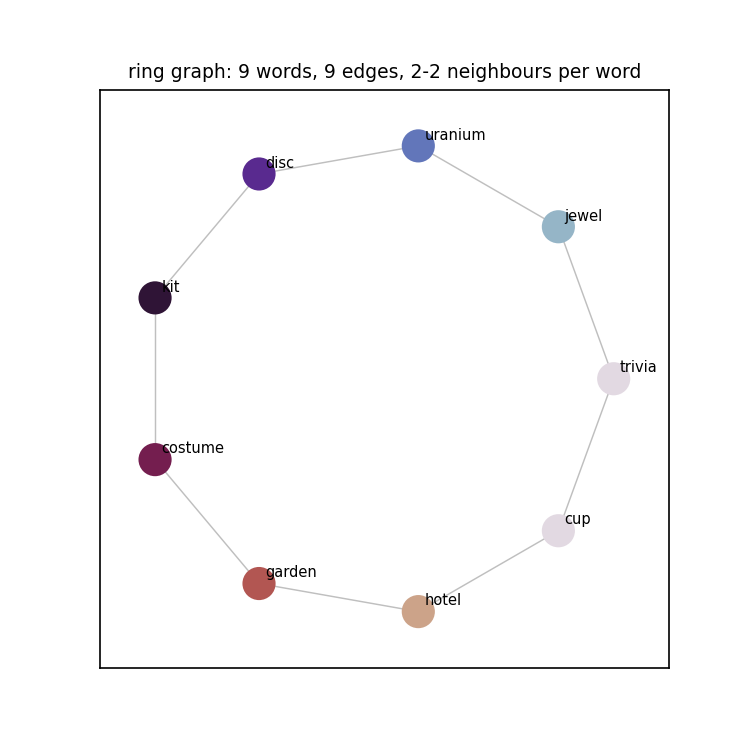 ring graph: 9 words, 9 edges, 2-2 neighbours per word
uranium
disc
jewel
kit
trivia
costume
cup
garden
hotel